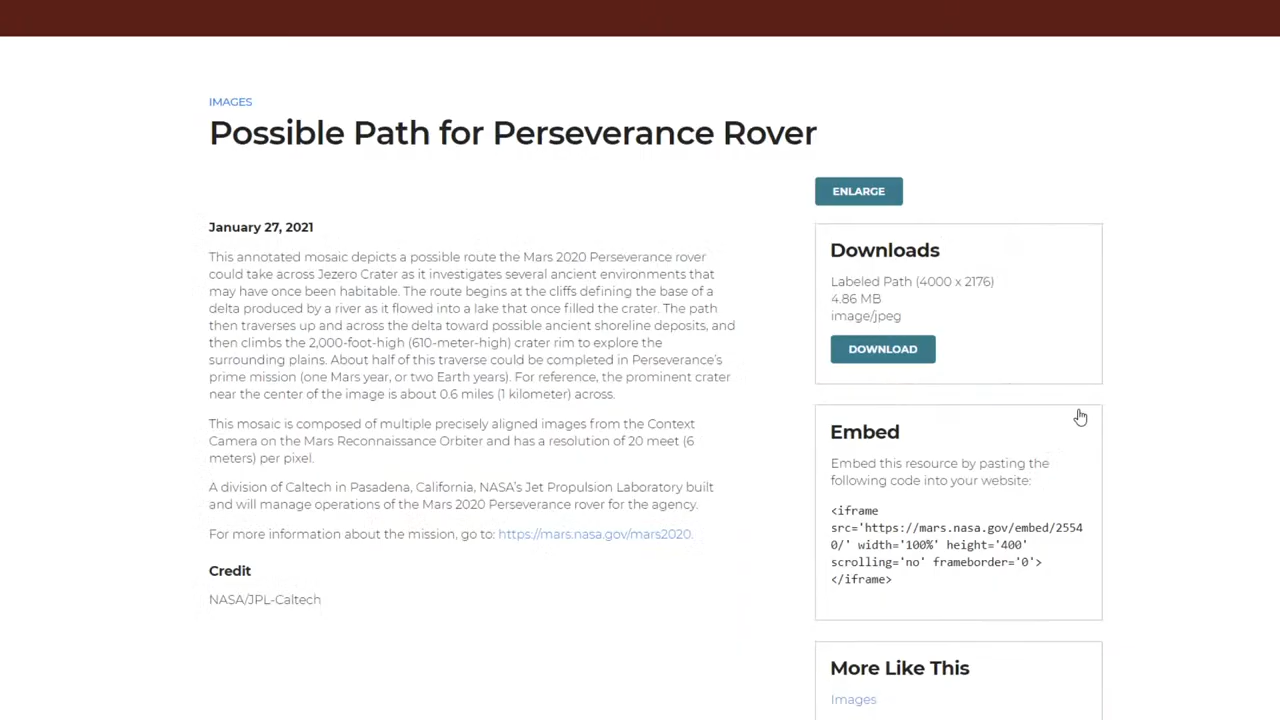 IMAGES
Possible Path for Perseverance Rover
ENLARGE
January 27, 2021
This annotated mosaic depicts a possible route the Mars 2020 Perseverance rover
could take across Jezero Crater as it investigates several ancient environments that
may have once been habitable. The route begins at the cliffs defining the base of a
delta produced by a river as it flowed into a lake that once filled the crater. The path
then traverses up and across the delta toward possible ancient shoreline deposits, and
then climbs the 2,000-foot-high (610-meter-high) crater rim to explore the
surrounding plains. About half of this traverse could be completed in Perseverance's
prime mission (one Mars year, or two Earth years). For reference, the prominent crater
near the center of the image is about 0.6 miles (1 kilometer) across.
This mosaic is composed of multiple precisely aligned images from the Context
Camera on the Mars Reconnaissance Orbiter and has a resolution of 20 meet (6
meters) per pixel.
A division of Caltech in Pasadena, California, NASA's Jet Propulsion Laboratory built
and will manage operations of the Mars 2020 Perseverance rover for the agency.
For more information about the mission, go to: https://mars.nasa.gov/mars2020.
Credit
NASA/JPL-Caltech
Downloads
Labeled Path (4000 x 2176)
4.86 MB
image/jpeg
DOWNLOAD
Embed
Embed this resource by pasting the
following code into your website:
<iframe
src='https://mars.nasa.gov/embed/2554
0/' width='100%' height='400'
scrolling='no' frameborder='0'>
</iframe>
More Like This
Images